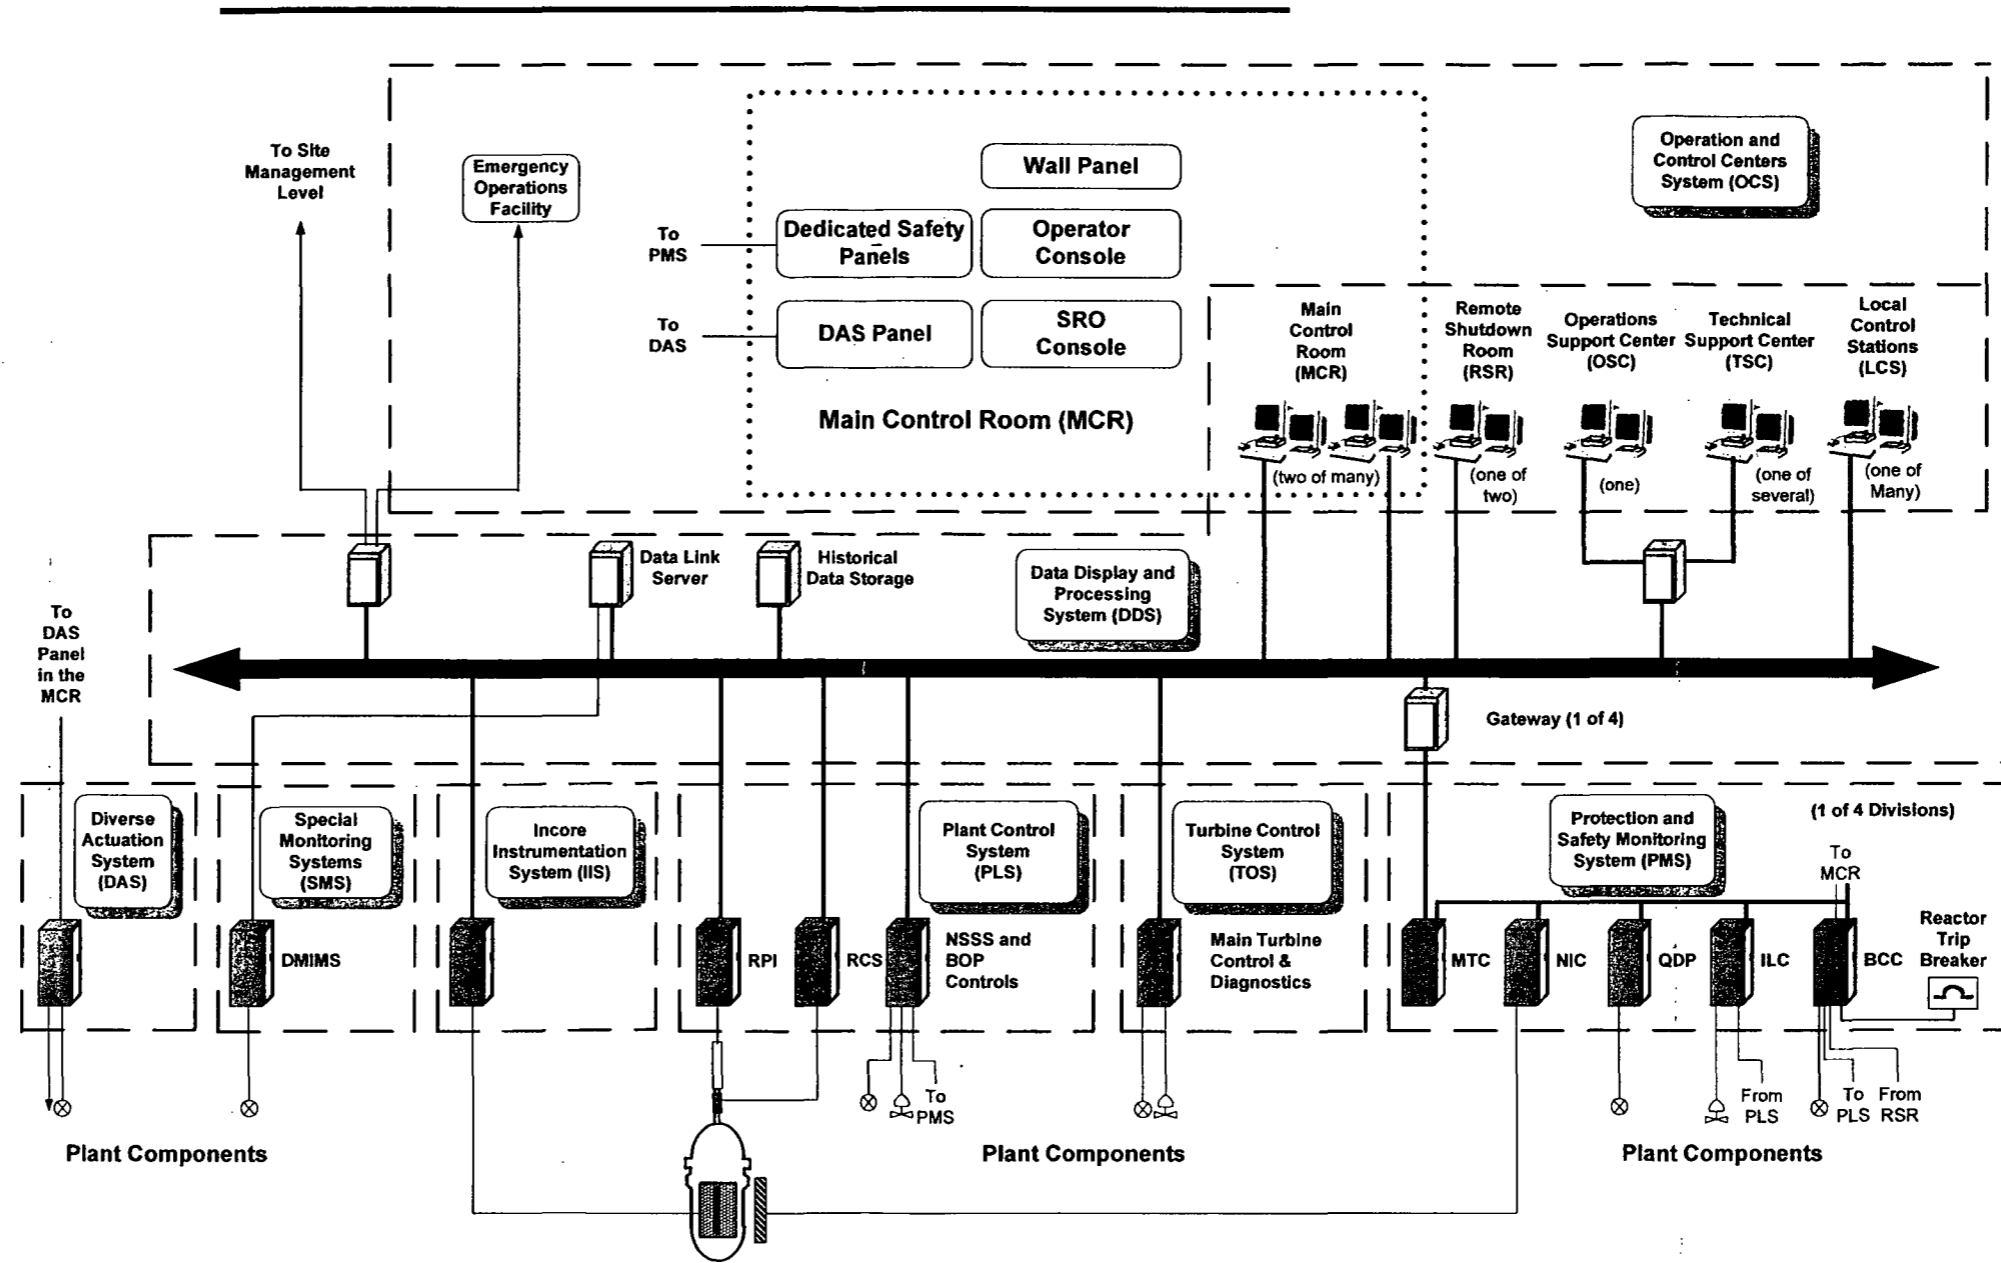 To Site
Management
Level
Emergency
Operations
Facility
Wall Panel
Operation and
Control Centers
System (OCS)
To
PMS
Dedicated Safety
Panels
Operator
Console
To
DAS
DAS Panel
SRO
Console
Main Control Room (MCR)
Main
Control
Room
(MCR)
Remote
Shutdown
Room
(RSR)
Operations
Support Center
(OSC)
Technical
Support Center
(TSC)
Local
Control
Stations
(LCS)
(two of many)
(one of
two)
(one)
(one of
several)
(one of
Many)
To
DAS
Panel
in the
MCR
Data Link
Server
Historical
Data Storage
Data Display and
Processing
System (DDS)
Gateway (1 of 4)
Diverse
Actuation
System
(DAS)
Special
Monitoring
Systems
(SMS)
Incore
Instrumentation
System (IIS)
Plant Control
System
(PLS)
Turbine Control
System
(TOS)
Protection and
Safety Monitoring
System (PMS)
(1 of 4 Divisions)
To
MCR
DMIMS
RPI
RCS
NSSS and
BOP
Controls
Main Turbine
Control &
Diagnostics
MTC
NIC
QDP
ILC
BCC
Reactor
Trip
Breaker
To
PMS
From
PLS
To
PLS
From
RSR
Plant Components
Plant Components
Plant Components